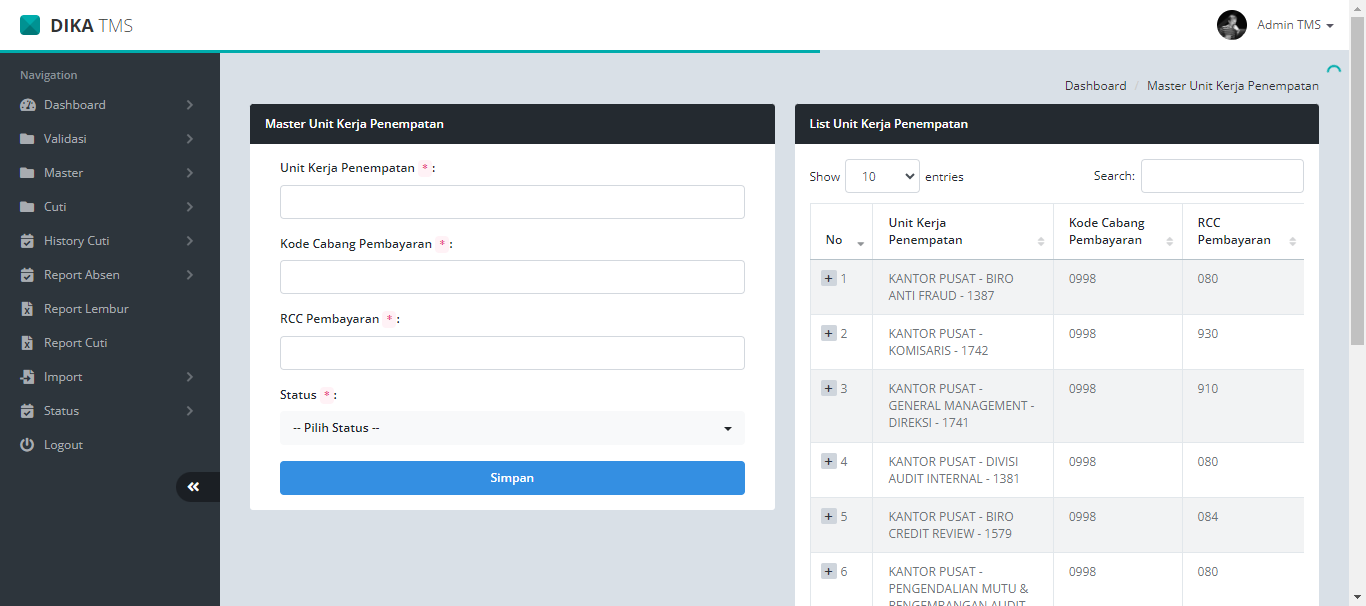 DIKA TMS
Admin TMS
Navigation
Dashboard
Validasi
Master
Cuti
History Cuti
Report Absen
Report Lembur
Report Cuti
Import
Status
Logout
Dashboard / Master Unit Kerja Penempatan
Master Unit Kerja Penempatan
Unit Kerja Penempatan * :
Kode Cabang Pembayaran * :
RCC Pembayaran * :
Status * :
-- Pilih Status --
Simpan
List Unit Kerja Penempatan
Show 10 entries Search:
No
Unit Kerja
Penempatan
Kode Cabang
Pembayaran
RCC
Pembayaran
1 KANTOR PUSAT - BIRO 0998 080
ANTI FRAUD - 1387
2 KANTOR PUSAT - 0998 930
KOMISARIS - 1742
3 KANTOR PUSAT - 0998 910
GENERAL MANAGEMENT -
DIREKSI - 1741
4 KANTOR PUSAT - DIVISI 0998 080
AUDIT INTERNAL - 1381
5 KANTOR PUSAT - BIRO 0998 084
CREDIT REVIEW - 1579
6 KANTOR PUSAT - 0998 080
PENGENDALIAN MUTU &
PENGEMBANGAN AUDIT